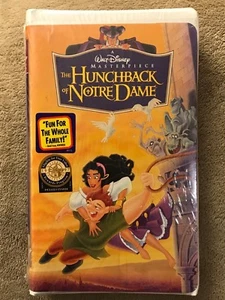 A
WALT DISNEY
MASTERPIECE
THE HUNCHBACK
OF NOTRE DAME
"FUN FOR
THE WHOLE
FAMILY!"